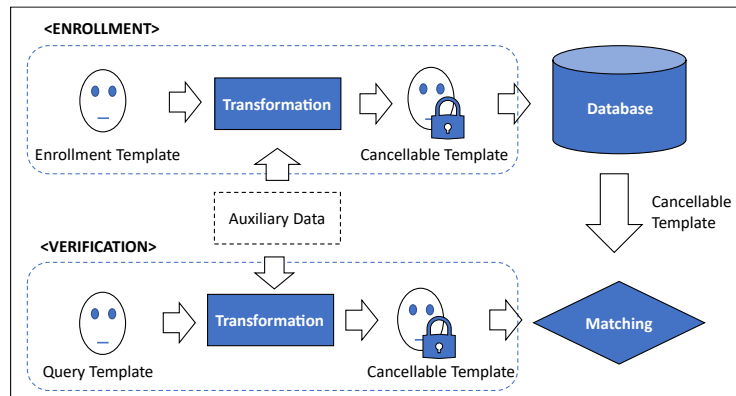 <ENROLLMENT>
Transformation
Database
Enrollment Template
Cancellable Template
Auxiliary Data
Cancellable
Template
<VERIFICATION>
Transformation
Matching
Query Template
Cancellable Template